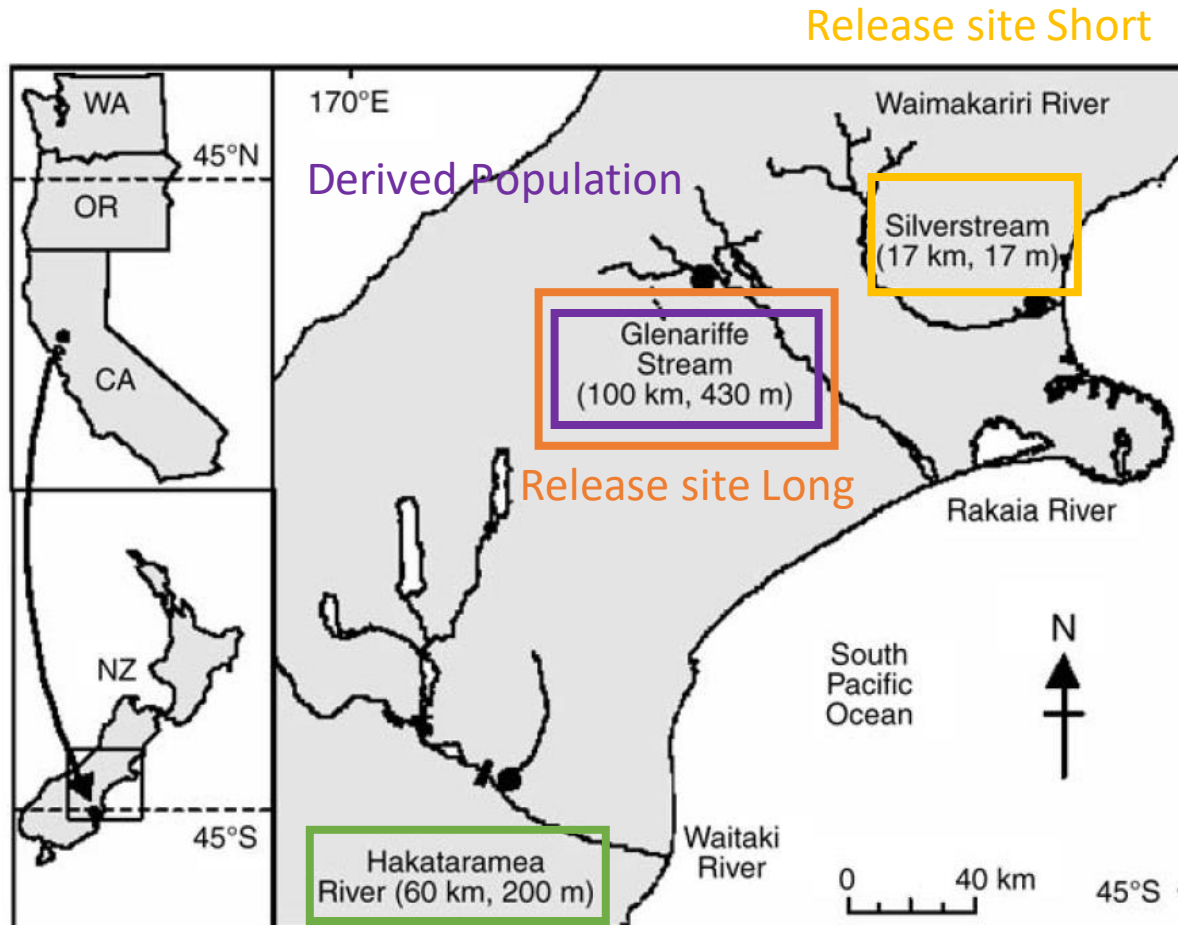 Release site Short
WA
45°N
OR
CA
NZ
45°S
170°E
Waimakariri River
Derived Population
Silverstream
(17 km, 17 m)
Glenariffe
Stream
(100 km, 430 m)
Release site Long
Rakaia River
N
South
Pacific
Ocean
Waitaki
River
Hakataramea
River (60 km, 200 m)
0 40 km
45°S